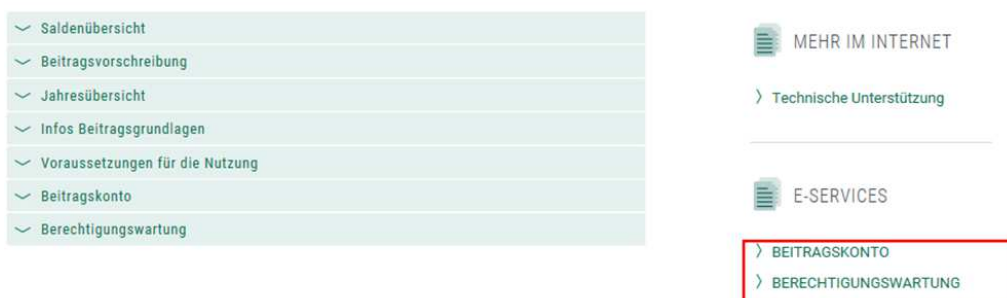 Saldenübersicht
Beitragsvorschreibung
Jahresübersicht
Infos Beitragsgrundlagen
Voraussetzungen für die Nutzung
Beitragskonto
Berechtigungswartung
MEHR IM INTERNET
Technische Unterstützung
E-SERVICES
BEITRAGSKONTO
BERECHTIGUNGSWARTUNG